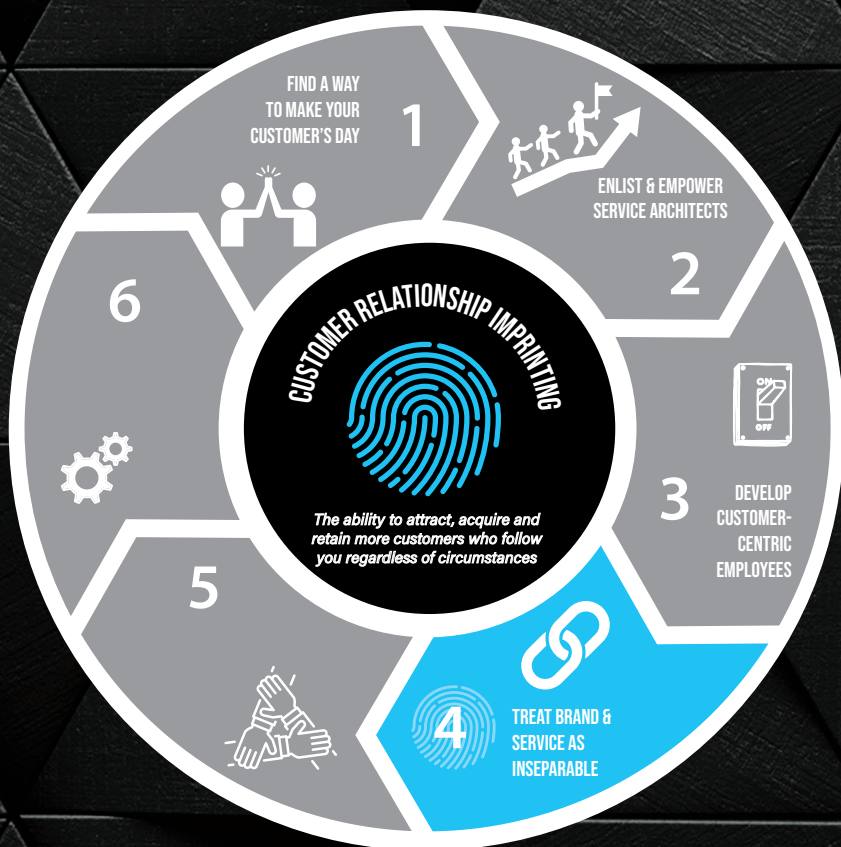 FIND A WAY
TO MAKE YOUR
CUSTOMER'S DAY
1
ENLIST & EMPOWER
SERVICE ARCHITECTS
2
ON
OFF
3
DEVELOP
CUSTOMER-
CENTRIC
EMPLOYEES
4
TREAT BRAND &
SERVICE AS
INSEPARABLE
5
6
CUSTOMER RELATIONSHIP IMPRINTING
The ability to attract, acquire and
retain more customers who follow
you regardless of circumstances